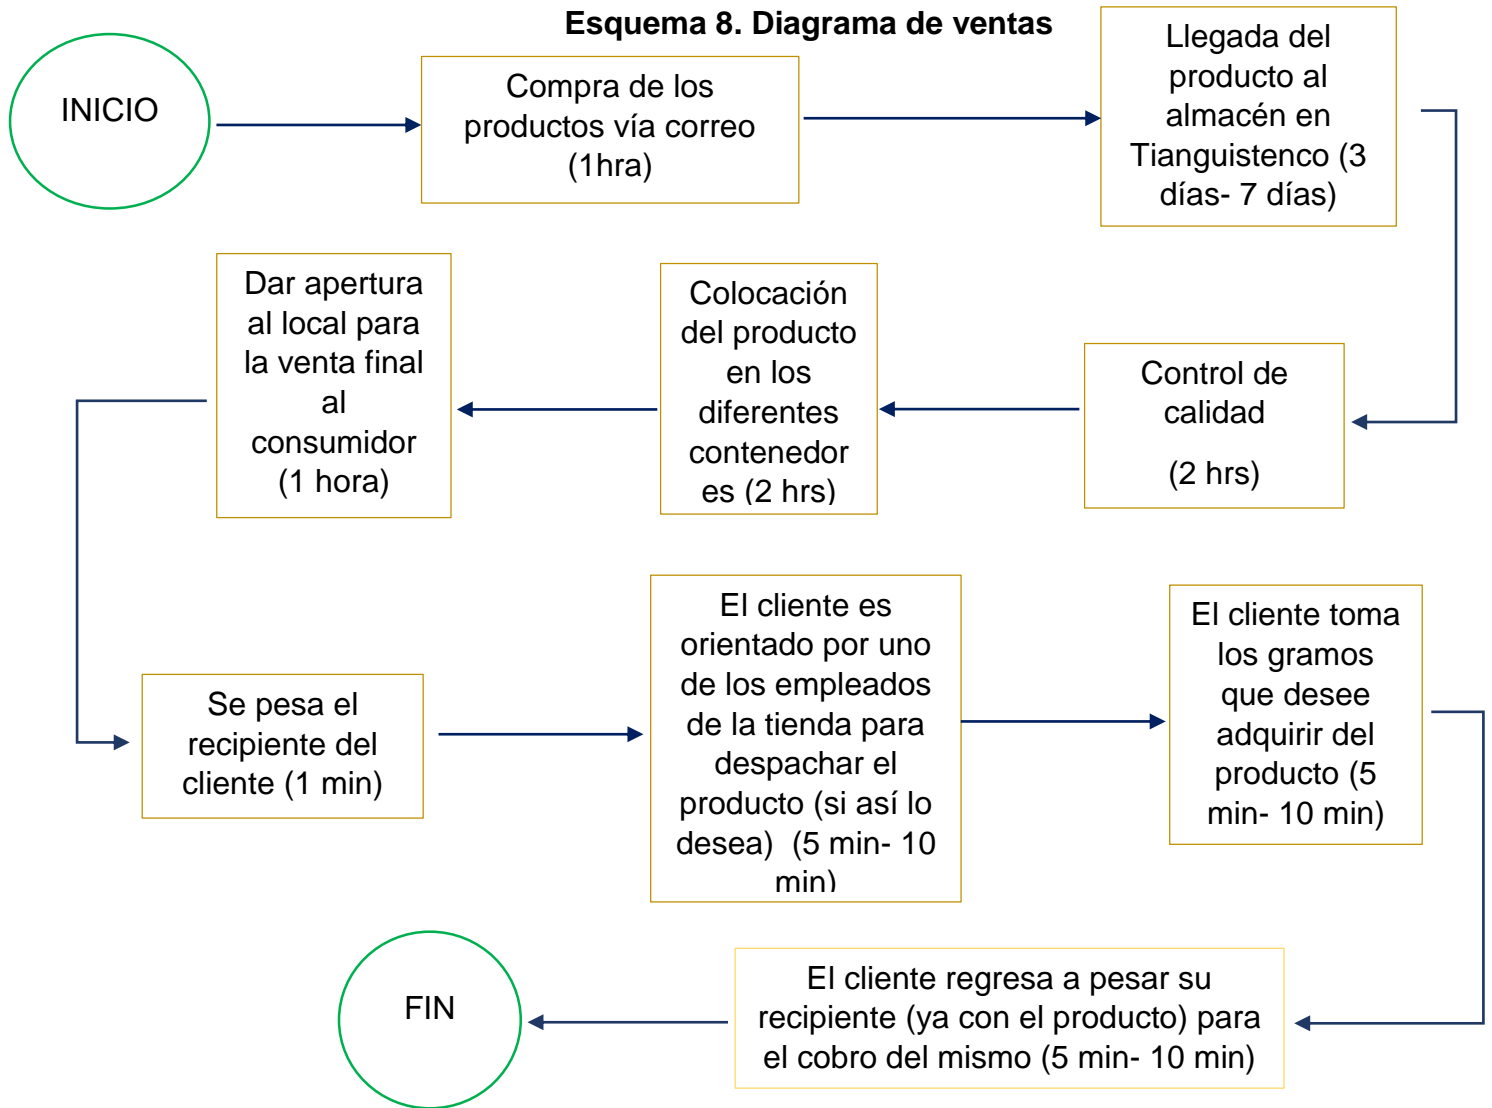 Esquema 8. Diagrama de ventas
INICIO
Compra de los
productos vía correo
(1hra)
Llegada del
producto al
almacén en
Tianguistenco (3
días- 7 días)
Control de
calidad
(2 hrs)
Colocación
del producto
en los
diferentes
contenedor
es (2 hrs)
Dar apertura
al local para
la venta final
al
consumidor
(1 hora)
Se pesa el
recipiente del
cliente (1 min)
El cliente es
orientado por uno
de los empleados
de la tienda para
despachar el
producto (si así lo
desea)  (5 min- 10
min)
El cliente toma
los gramos
que desee
adquirir del
producto (5
min- 10 min)
El cliente regresa a pesar su
recipiente (ya con el producto) para
el cobro del mismo (5 min- 10 min)
FIN